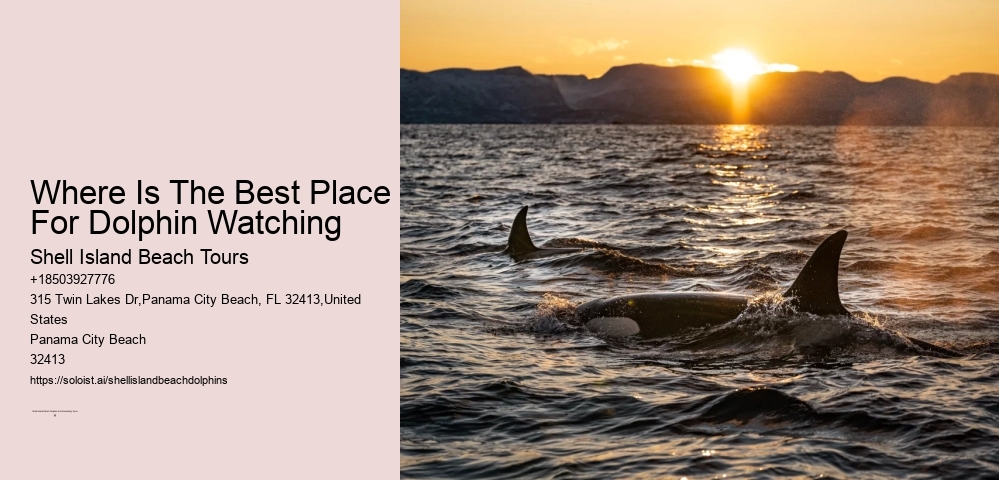 Where Is The Best Place
For Dolphin Watching
Shell Island Beach Tours
+18503927776
315 Twin Lakes Dr,Panama City Beach, FL 32413,United
States
Panama City Beach
32413
https://soloist.ai/shellislandbeachdolphins